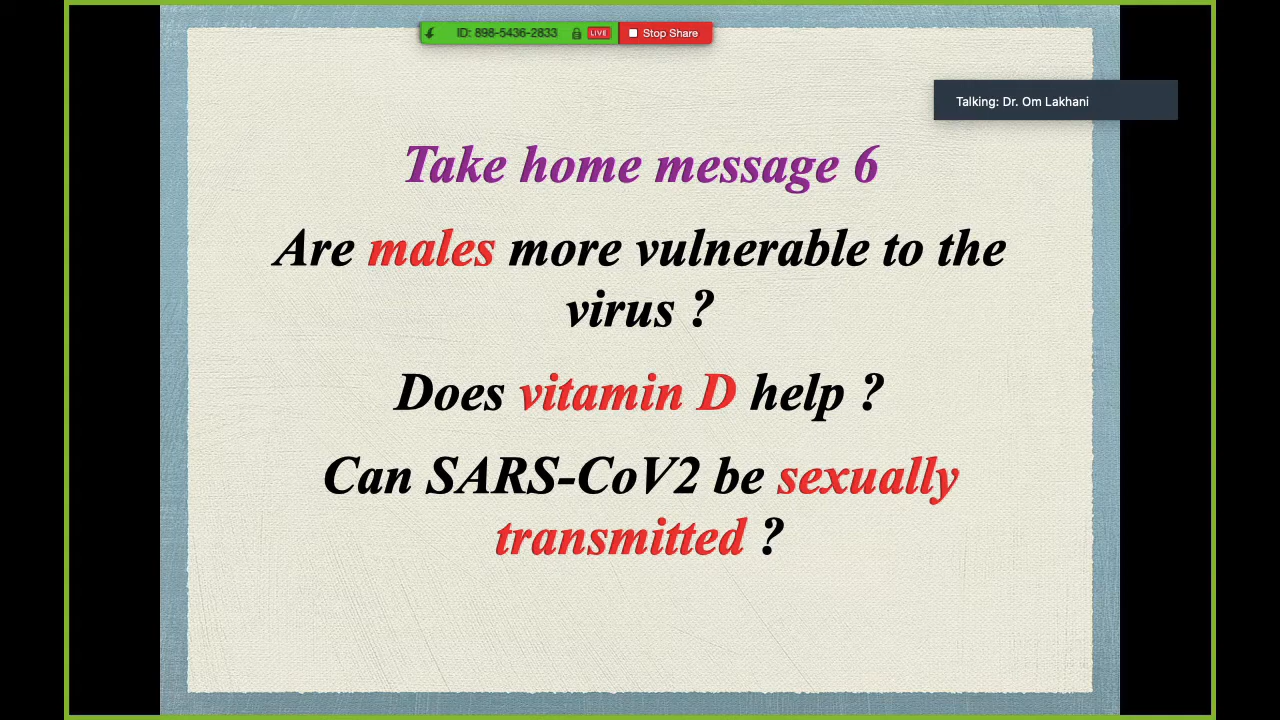 ID: 898-5436-2833 LIVE Stop Share
Talking: Dr. Om Lakhani
Take home message 6
Are males more vulnerable to the
virus ?
Does vitamin D help ?
Can SARS-CoV2 be sexually
transmitted ?